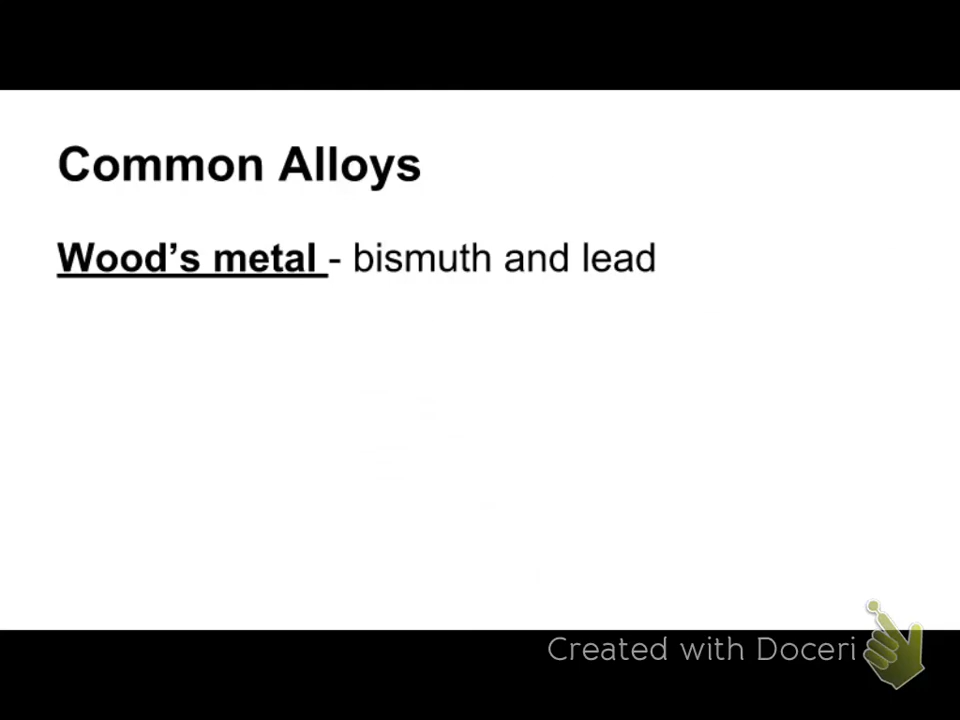 Common Alloys
Wood’s metal - bismuth and lead
Created with Doceri